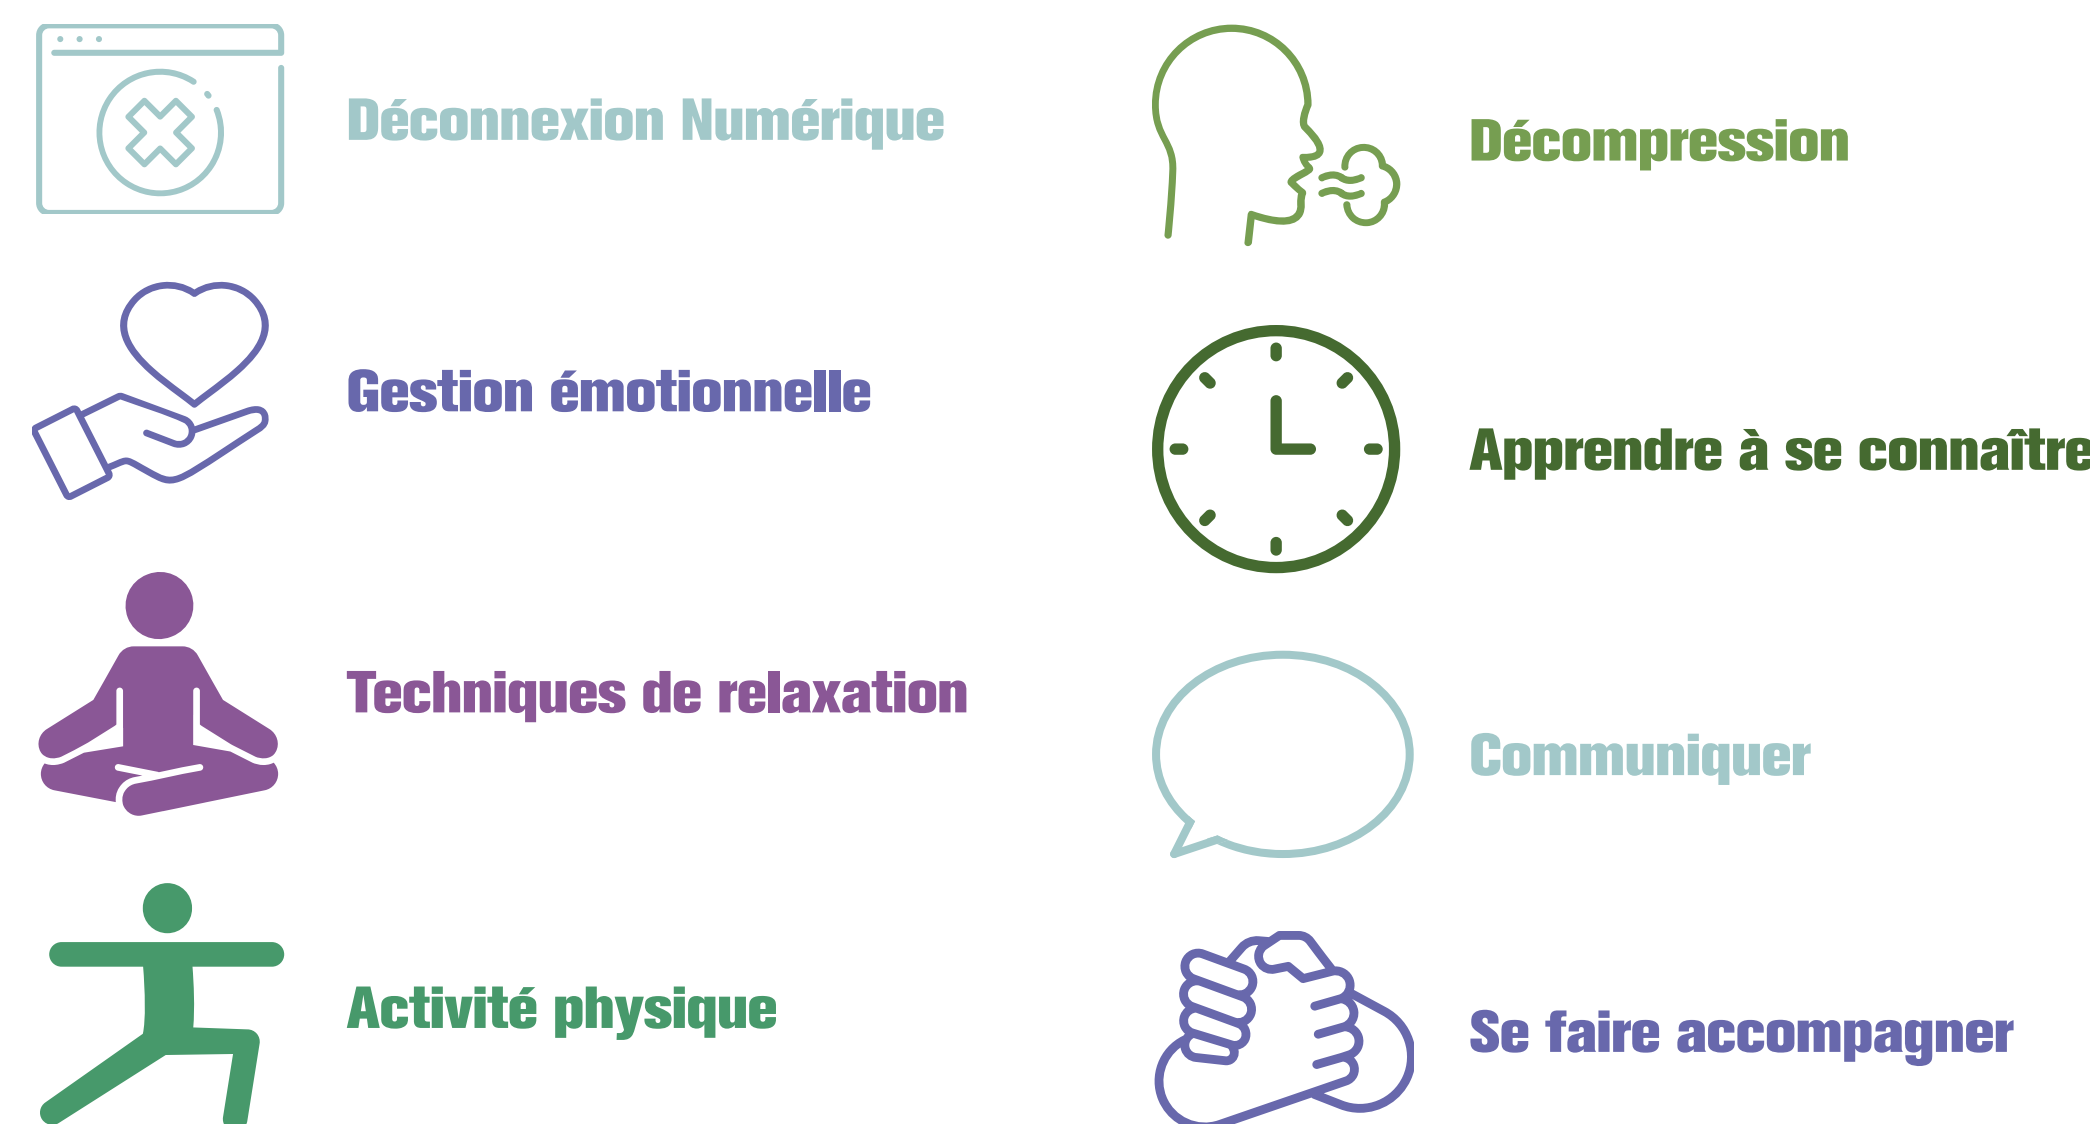 Déconnexion Numérique
Gestion émotionnelle
Techniques de relaxation
Activité physique
Décompression
Apprendre à se connaître
Communiquer
Se faire accompagner